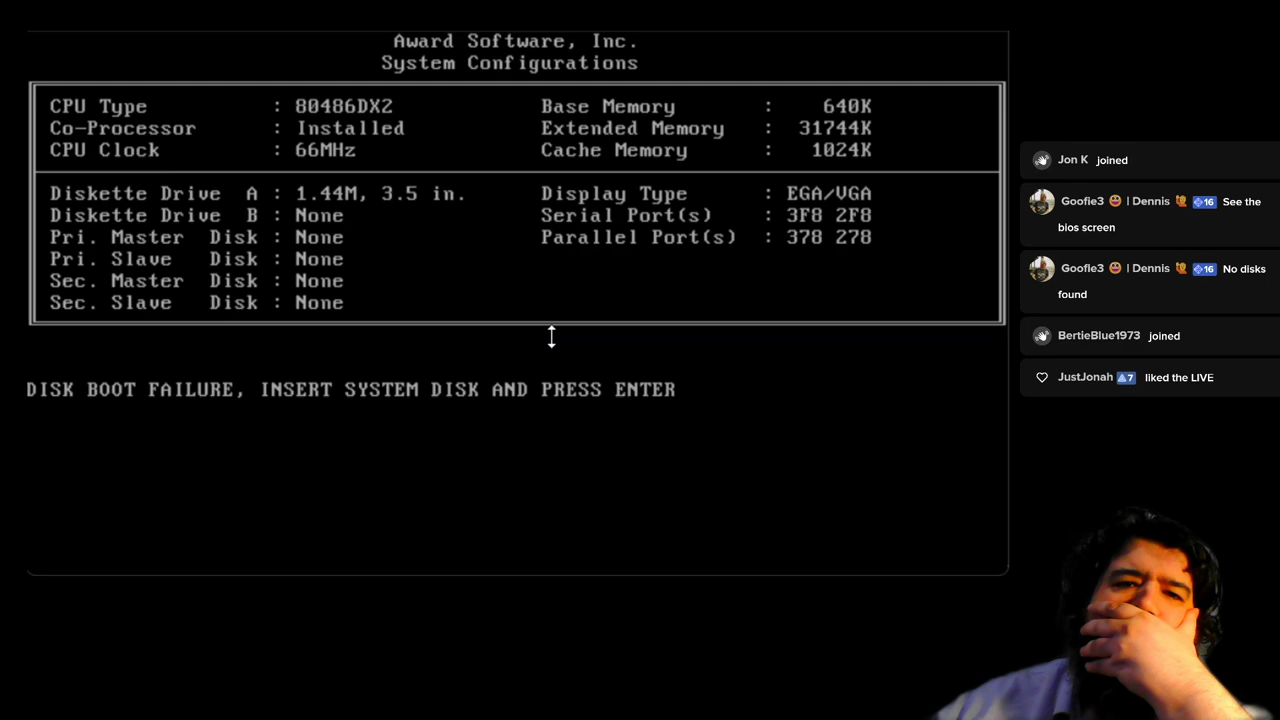 Award Software, Inc.
System Configurations
CPU Type : 80486DX2 Base Memory : 640K
Co-Processor : Installed Extended Memory : 31744K
CPU Clock : 66MHz Cache Memory : 1024K
Diskette Drive A : 1.44M, 3.5 in. Display Type : EGA/VGA
Diskette Drive B : None Serial Port(s) : 3F8 2F8
Pri. Master Disk : None Parallel Port(s) : 378 278
Pri. Slave Disk : None
Sec. Master Disk : None
Sec. Slave Disk : None
DISK BOOT FAILURE, INSERT SYSTEM DISK AND PRESS ENTER
Jon K joined
Goofie3 😃 | Dennis 16 See the
bios screen
Goofie3 😃 | Dennis 16 No disks
found
BertieBlue1973 joined
JustJonah 7 liked the LIVE